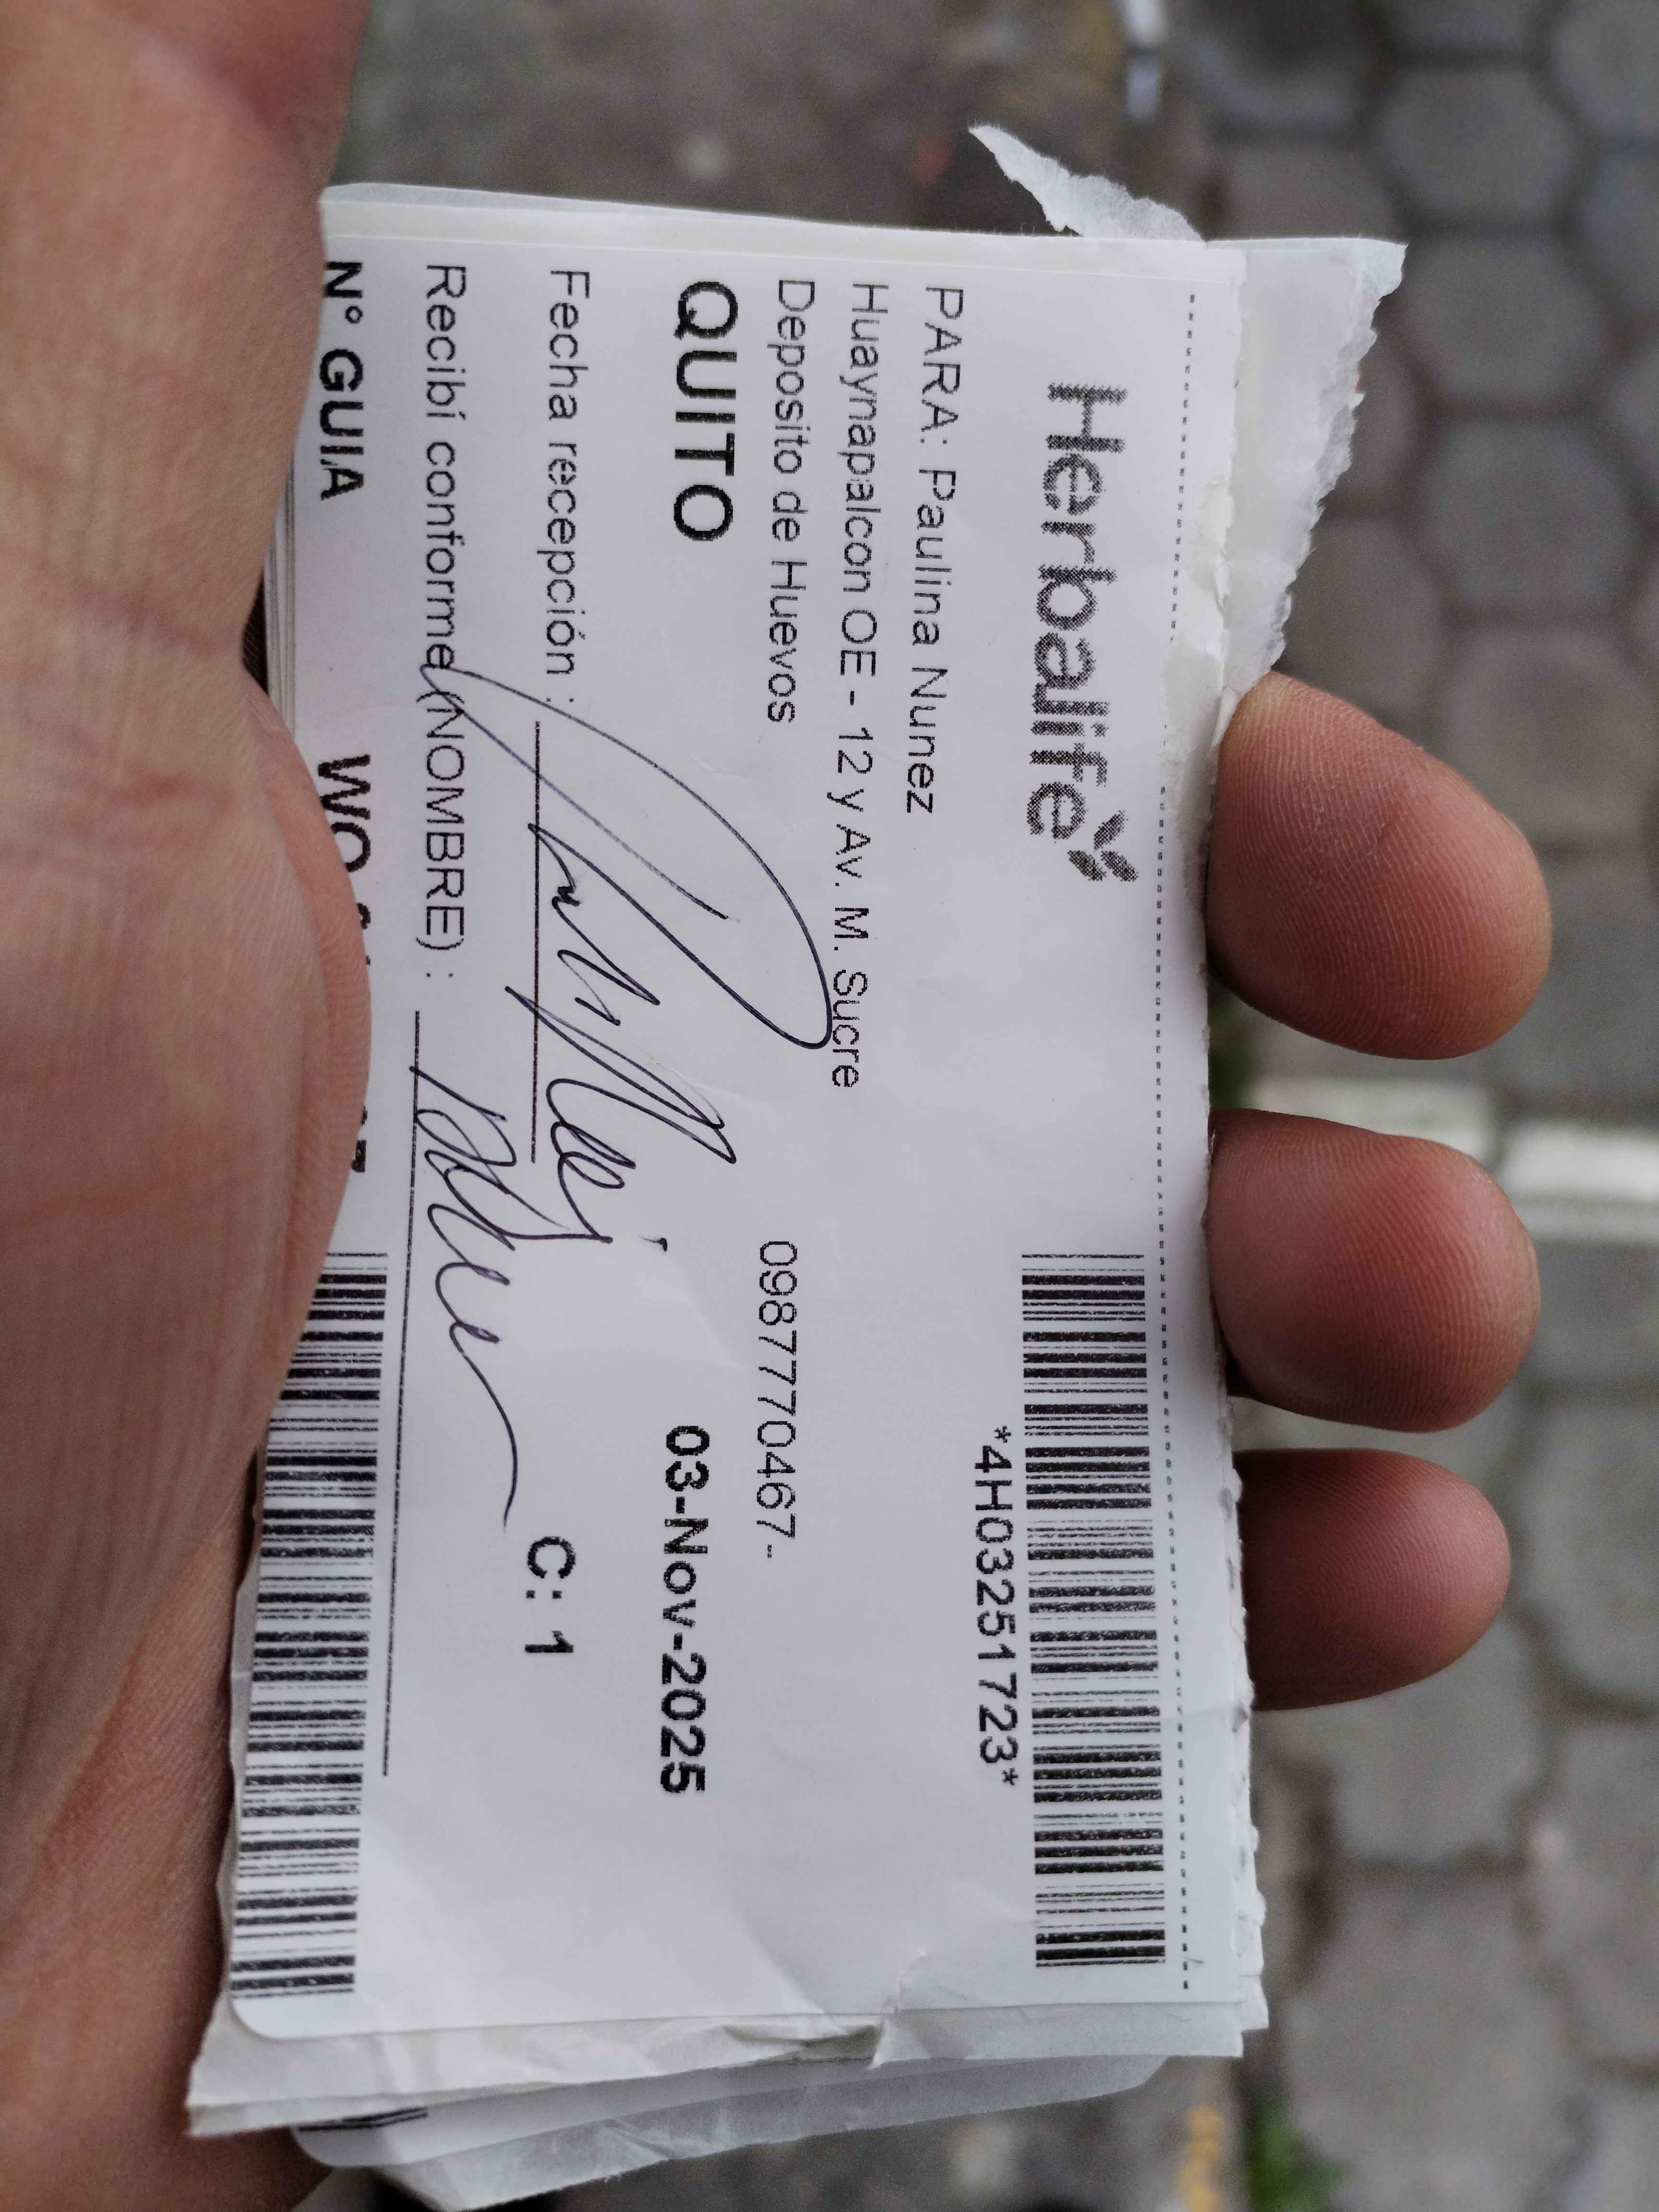 Herbalife
*4H03251723*
PARA: Paulina Nunez
Huaynapalcon OE - 12 y Av. M. Sucre
Deposito de Huevos
0987770467--
QUITO
03-Nov-2025
Fecha recepción :
C: 1
Recibí conforme(NOMBRE) :
N° GUIA